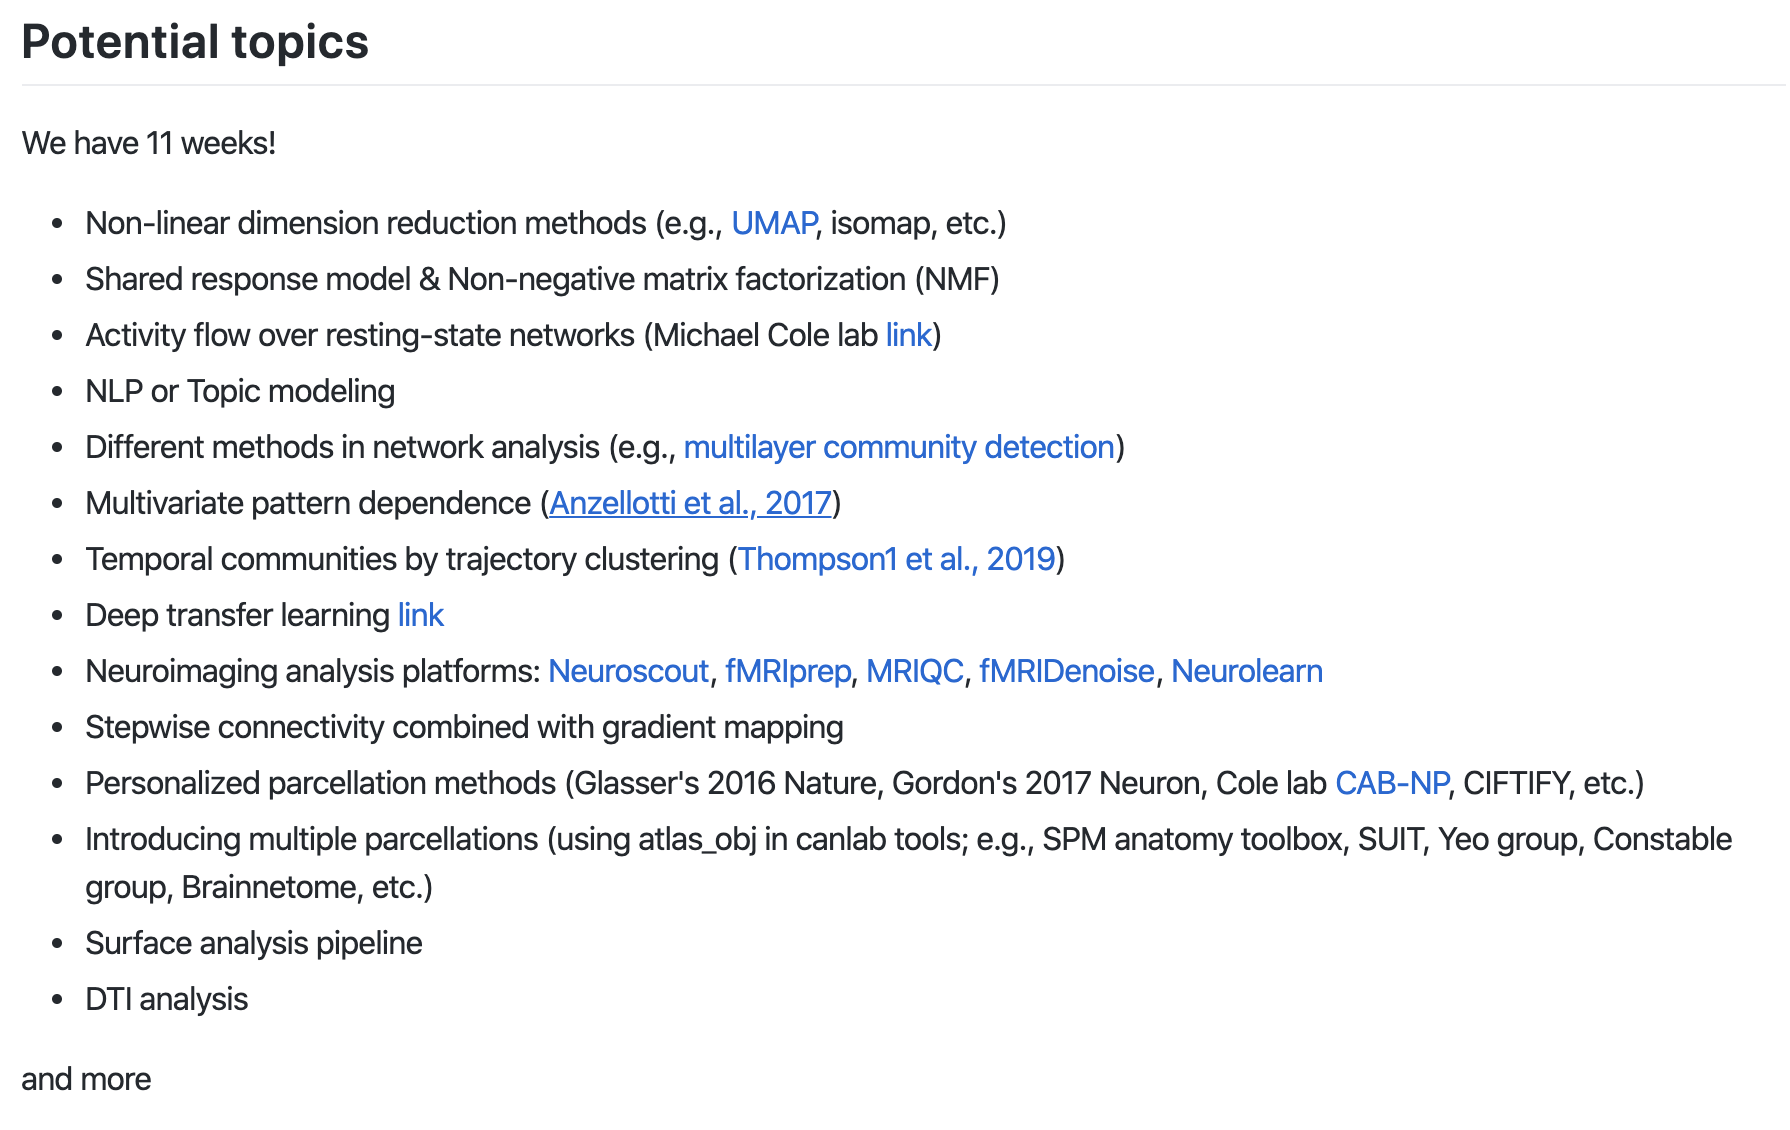 Potential topics
We have 11 weeks!
• Non-linear dimension reduction methods (e.g., UMAP, isomap, etc.)
• Shared response model & Non-negative matrix factorization (NMF)
• Activity flow over resting-state networks (Michael Cole lab link)
• NLP or Topic modeling
• Different methods in network analysis (e.g., multilayer community detection)
• Multivariate pattern dependence (Anzellotti et al., 2017)
• Temporal communities by trajectory clustering (Thompson1 et al., 2019)
• Deep transfer learning link
• Neuroimaging analysis platforms: Neuroscout, fMRIprep, MRIQC, fMRIDenoise, Neurolearn
• Stepwise connectivity combined with gradient mapping
• Personalized parcellation methods (Glasser's 2016 Nature, Gordon's 2017 Neuron, Cole lab CAB-NP, CIFTIFY, etc.)
• Introducing multiple parcellations (using atlas_obj in canlab tools; e.g., SPM anatomy toolbox, SUIT, Yeo group, Constable
group, Brainnetome, etc.)
• Surface analysis pipeline
• DTI analysis
and more